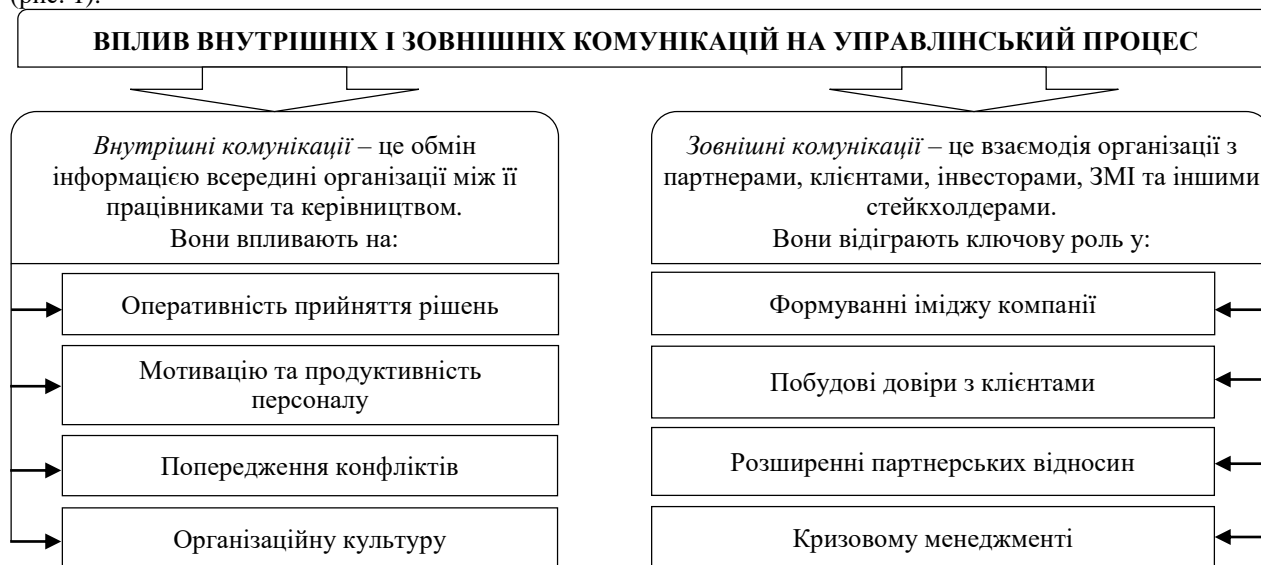 (рис. 1).
ВПЛИВ ВНУТРІШНІХ І ЗОВНІШНІХ КОМУНІКАЦІЙ НА УПРАВЛІНСЬКИЙ ПРОЦЕС
Внутрішні комунікації – це обмін
інформацією всередині організації між її
працівниками та керівництвом.
Вони впливають на:
Оперативність прийняття рішень
Мотивацію та продуктивність
персоналу
Попередження конфліктів
Організаційну культуру
Зовнішні комунікації – це взаємодія організації з
партнерами, клієнтами, інвесторами, ЗМІ та іншими
стейкхолдерами.
Вони відіграють ключову роль у:
Формуванні іміджу компанії
Побудові довіри з клієнтами
Розширенні партнерських відносин
Кризовому менеджменті